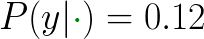 P(y|·) = 0.12